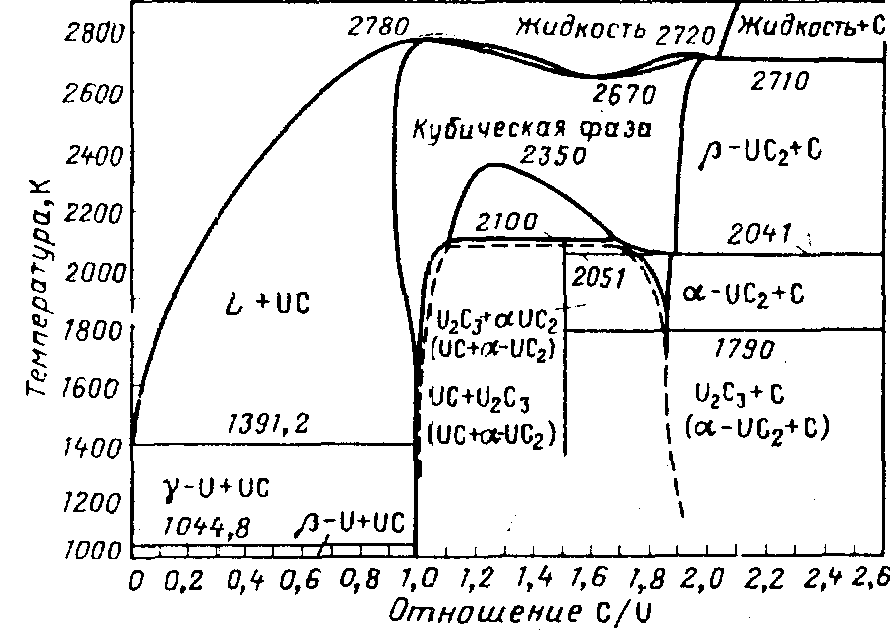 2800
2600
2400
2200
2000
1800
1600
1400
1200
1000
Температура, К
2780
Жидкость
2720
Жидкость+С
2670
2710
Кубическая фаза
2350
β-UC₂+C
2100
2041
2051
α-UC₂+C
L+UC
U₂C₃+αUC₂
(UC+α-UC₂)
1790
UC+U₂C₃
(UC+α-UC₂)
U₂C₃+C
(α-UC₂+C)
1391,2
γ-U+UC
1044,8
β-U+UC
0 0,2 0,4 0,6 0,8 1,0 1,2 1,4 1,6 1,8 2,0 2,2 2,4 2,6
Отношение C/U